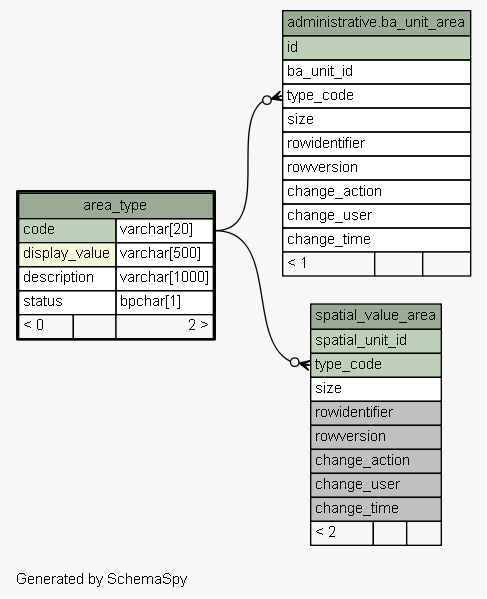 administrative.ba_unit_area
id
ba_unit_id
type_code
size
rowidentifier
rowversion
change_action
change_user
change_time
< 1
area_type
code varchar[20]
display_value varchar[500]
description varchar[1000]
status bpchar[1]
< 0 2 >
spatial_value_area
spatial_unit_id
type_code
size
rowidentifier
rowversion
change_action
change_user
change_time
< 2
Generated by SchemaSpy